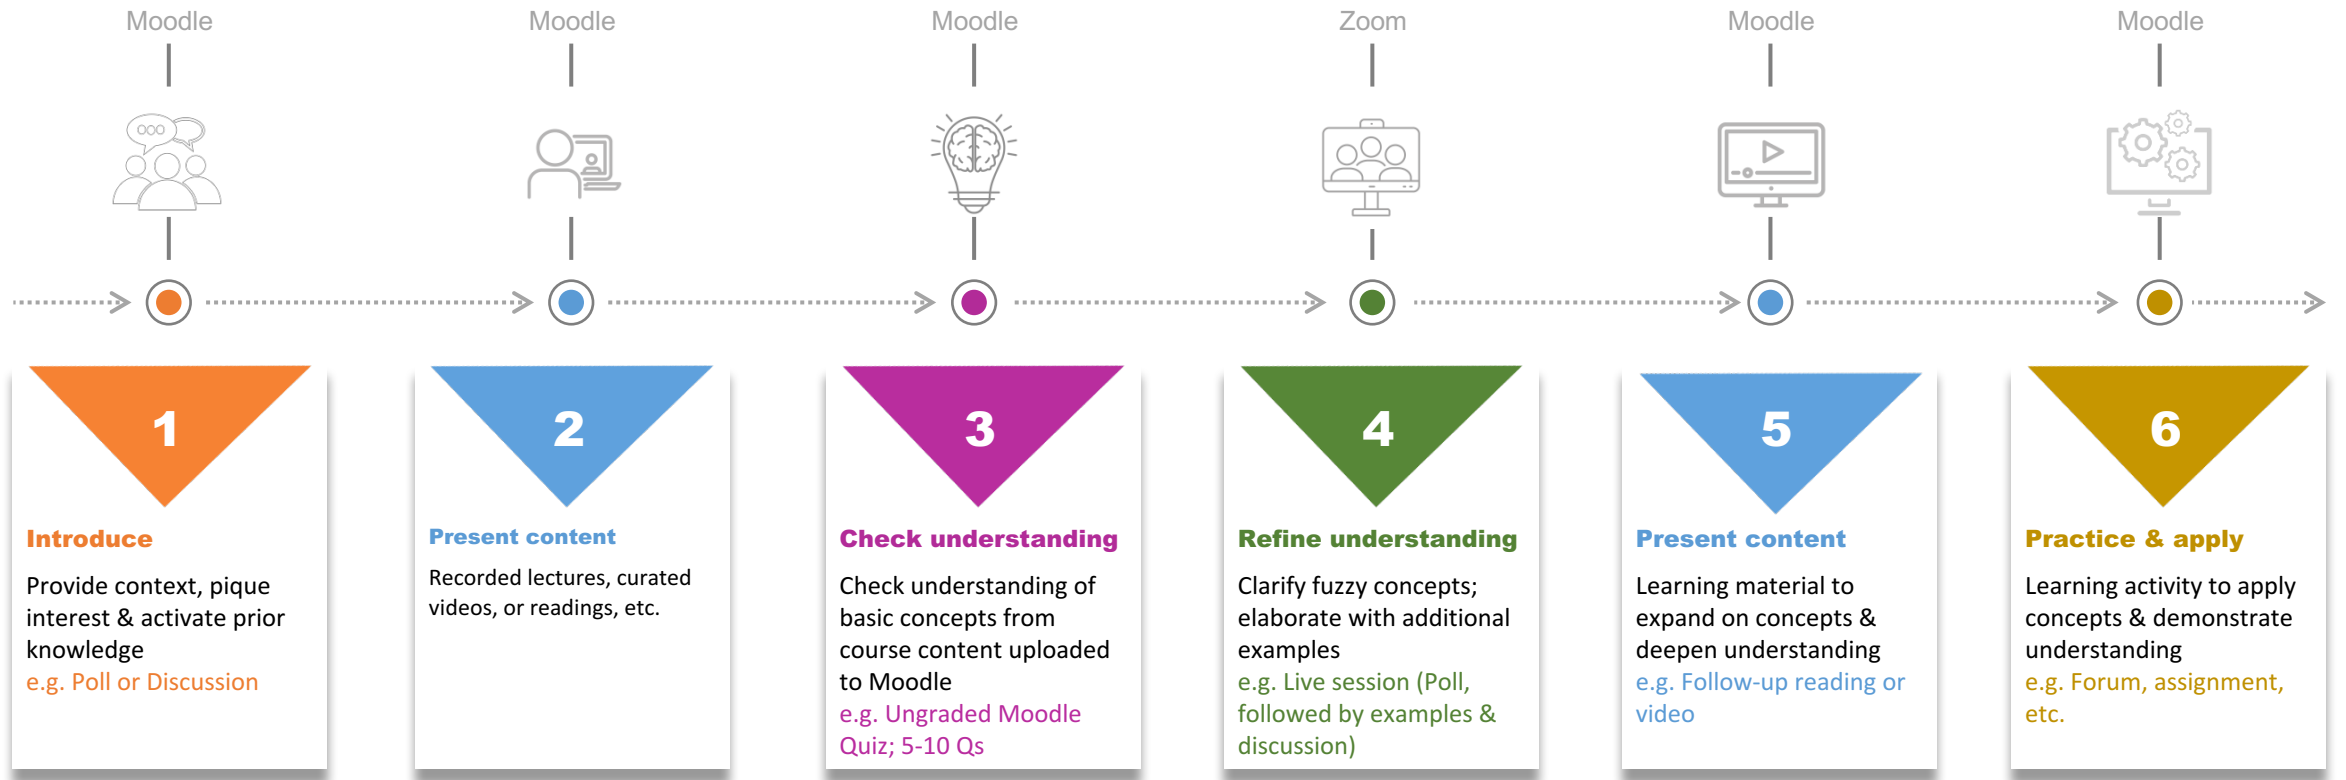 Moodle
Moodle
Moodle
Zoom
Moodle
Moodle
1
Introduce
Provide context, pique
interest & activate prior
knowledge
e.g. Poll or Discussion
2
Present content
Recorded lectures, curated
videos, or readings, etc.
3
Check understanding
Check understanding of
basic concepts from
course content uploaded
to Moodle
e.g. Ungraded Moodle
Quiz; 5-10 Qs
4
Refine understanding
Clarify fuzzy concepts;
elaborate with additional
examples
e.g. Live session (Poll,
followed by examples &
discussion)
5
Present content
Learning material to
expand on concepts &
deepen understanding
e.g. Follow-up reading or
video
6
Practice & apply
Learning activity to apply
concepts & demonstrate
understanding
e.g. Forum, assignment,
etc.